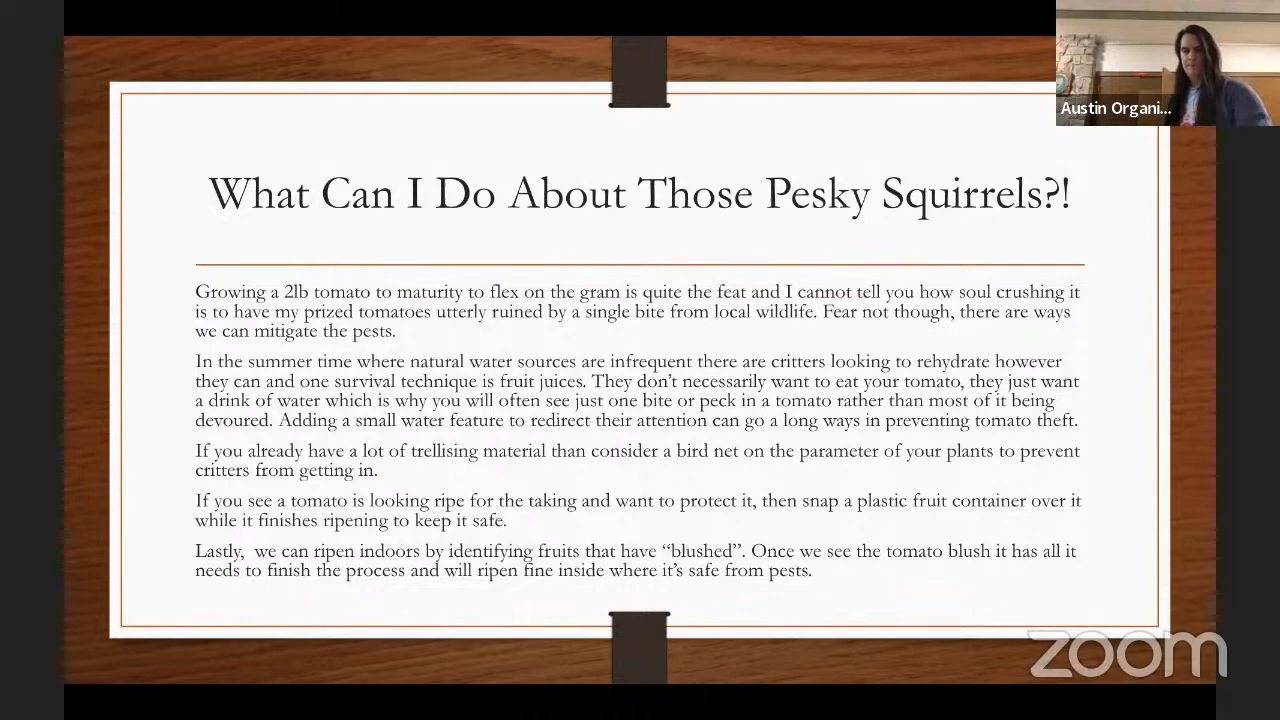 What Can I Do About Those Pesky Squirrels?!
Growing a 2lb tomato to maturity to flex on the gram is quite the feat and I cannot tell you how soul crushing it
is to have my prized tomatoes utterly ruined by a single bite from local wildlife. Fear not though, there are ways
we can mitigate the pests.
In the summer time where natural water sources are infrequent there are critters looking to rehydrate however
they can and one survival technique is fruit juices. They don’t necessarily want to eat your tomato, they just want
a drink of water which is why you will often see just one bite or peck in a tomato rather than most of it being
devoured. Adding a small water feature to redirect their attention can go a long ways in preventing tomato theft.
If you already have a lot of trellising material than consider a bird net on the parameter of your plants to prevent
critters from getting in.
If you see a tomato is looking ripe for the taking and want to protect it, then snap a plastic fruit container over it
while it finishes ripening to keep it safe.
Lastly,  we can ripen indoors by identifying fruits that have “blushed”. Once we see the tomato blush it has all it
needs to finish the process and will ripen fine inside where it’s safe from pests.
Austin Organi...
zoom